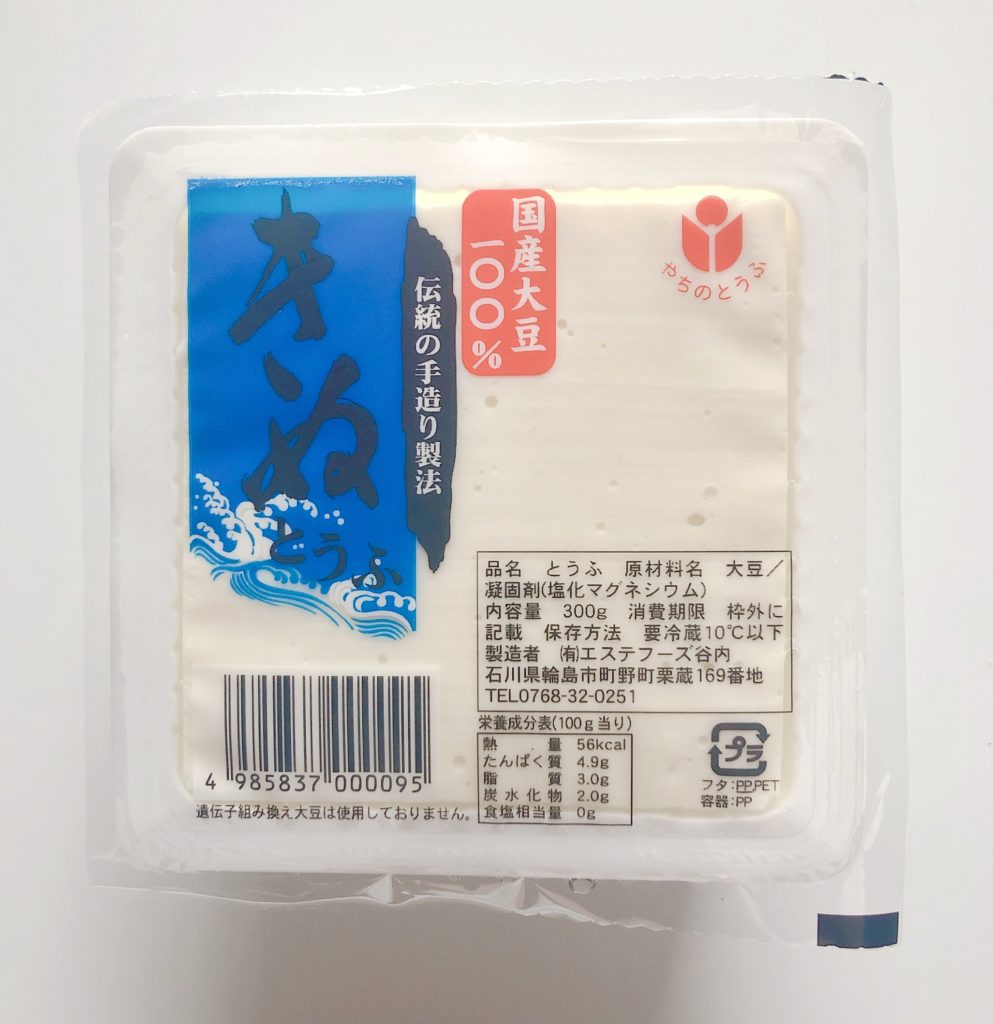 きぬ
とうふ
伝統の手造り製法
国産大豆
一〇〇%
やちのとうふ
品名 とうふ 原材料名 大豆/
凝固剤(塩化マグネシウム)
内容量 300g 消費期限 枠外に
記載 保存方法 要冷蔵10℃以下
製造者 ㈲エステフーズ谷内
石川県輪島市町野町粟蔵169番地
TEL0768-32-0251
栄養成分表(100g当り)
熱量 56kcal
たんぱく質 4.9g
脂質 3.0g
炭水化物 2.0g
食塩相当量 0g
プラ
フタ:PP,PET
容器:PP
4 985837 000095
遺伝子組み換え大豆は使用しておりません。